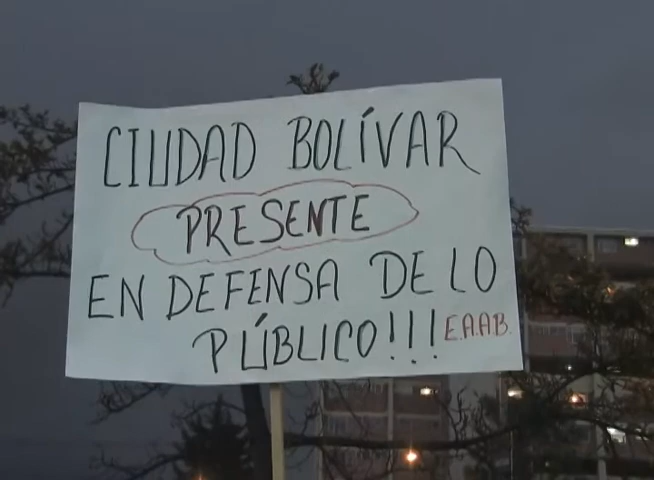 CIUDAD BOLÍVAR
PRESENTE
EN DEFENSA DE LO
PÚBLICO!!! E.A.A.B.